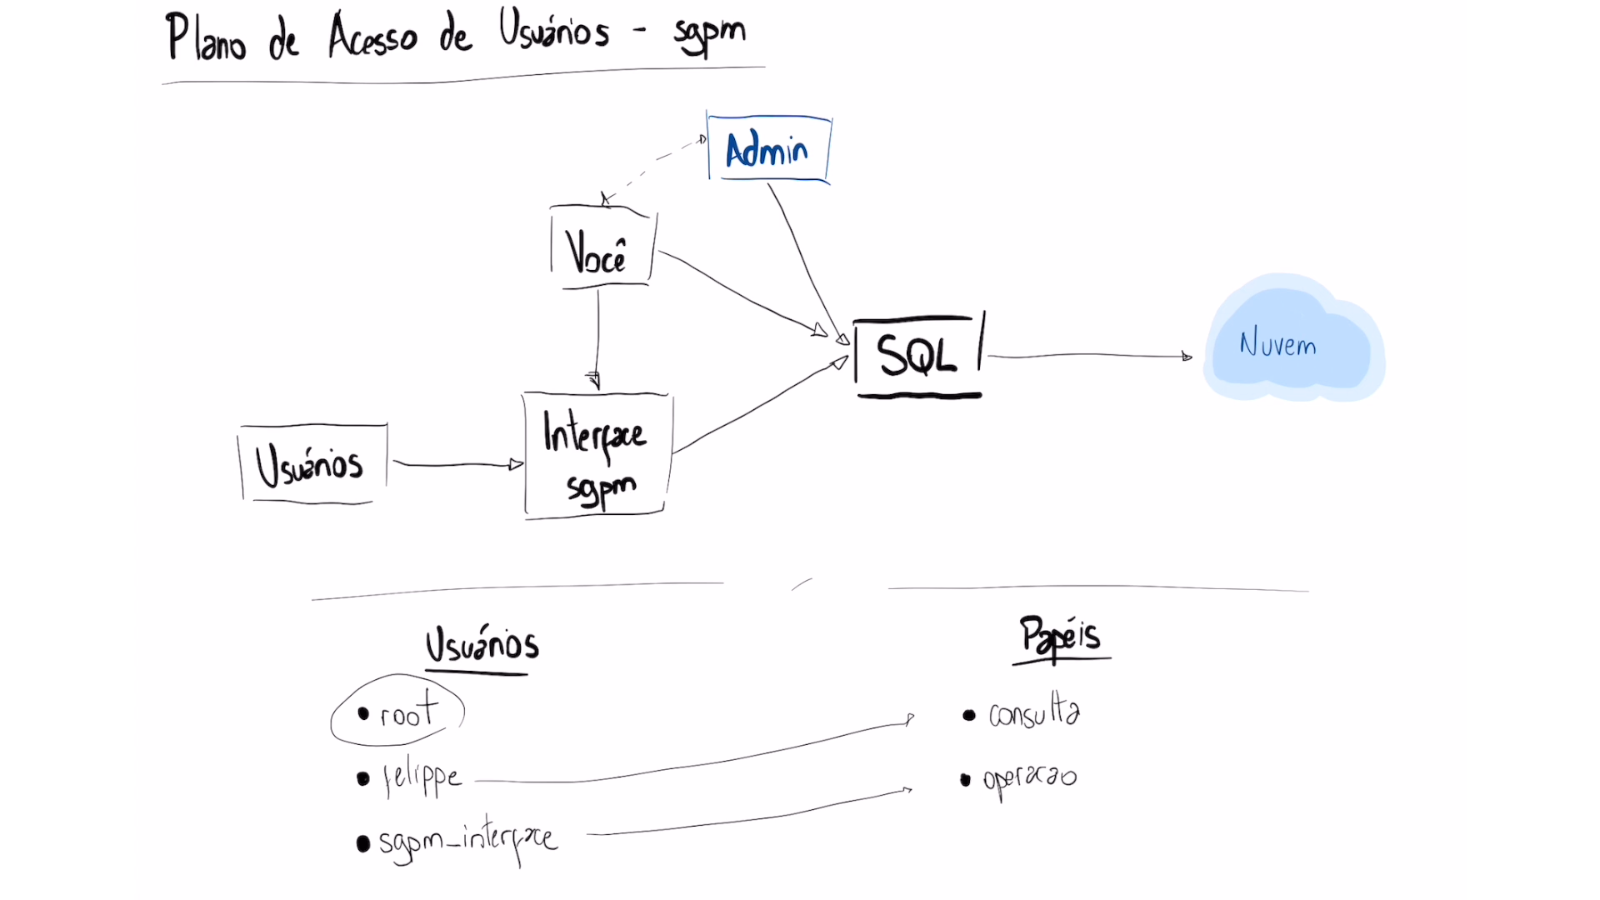 Plano de Acesso de Usuários - sgpm
Admin
Você
SQL
Nuvem
Interface
sgpm
Usuários
Usuários
• root
• felippe
• sgpm_interface
Papéis
• consulta
• operacao